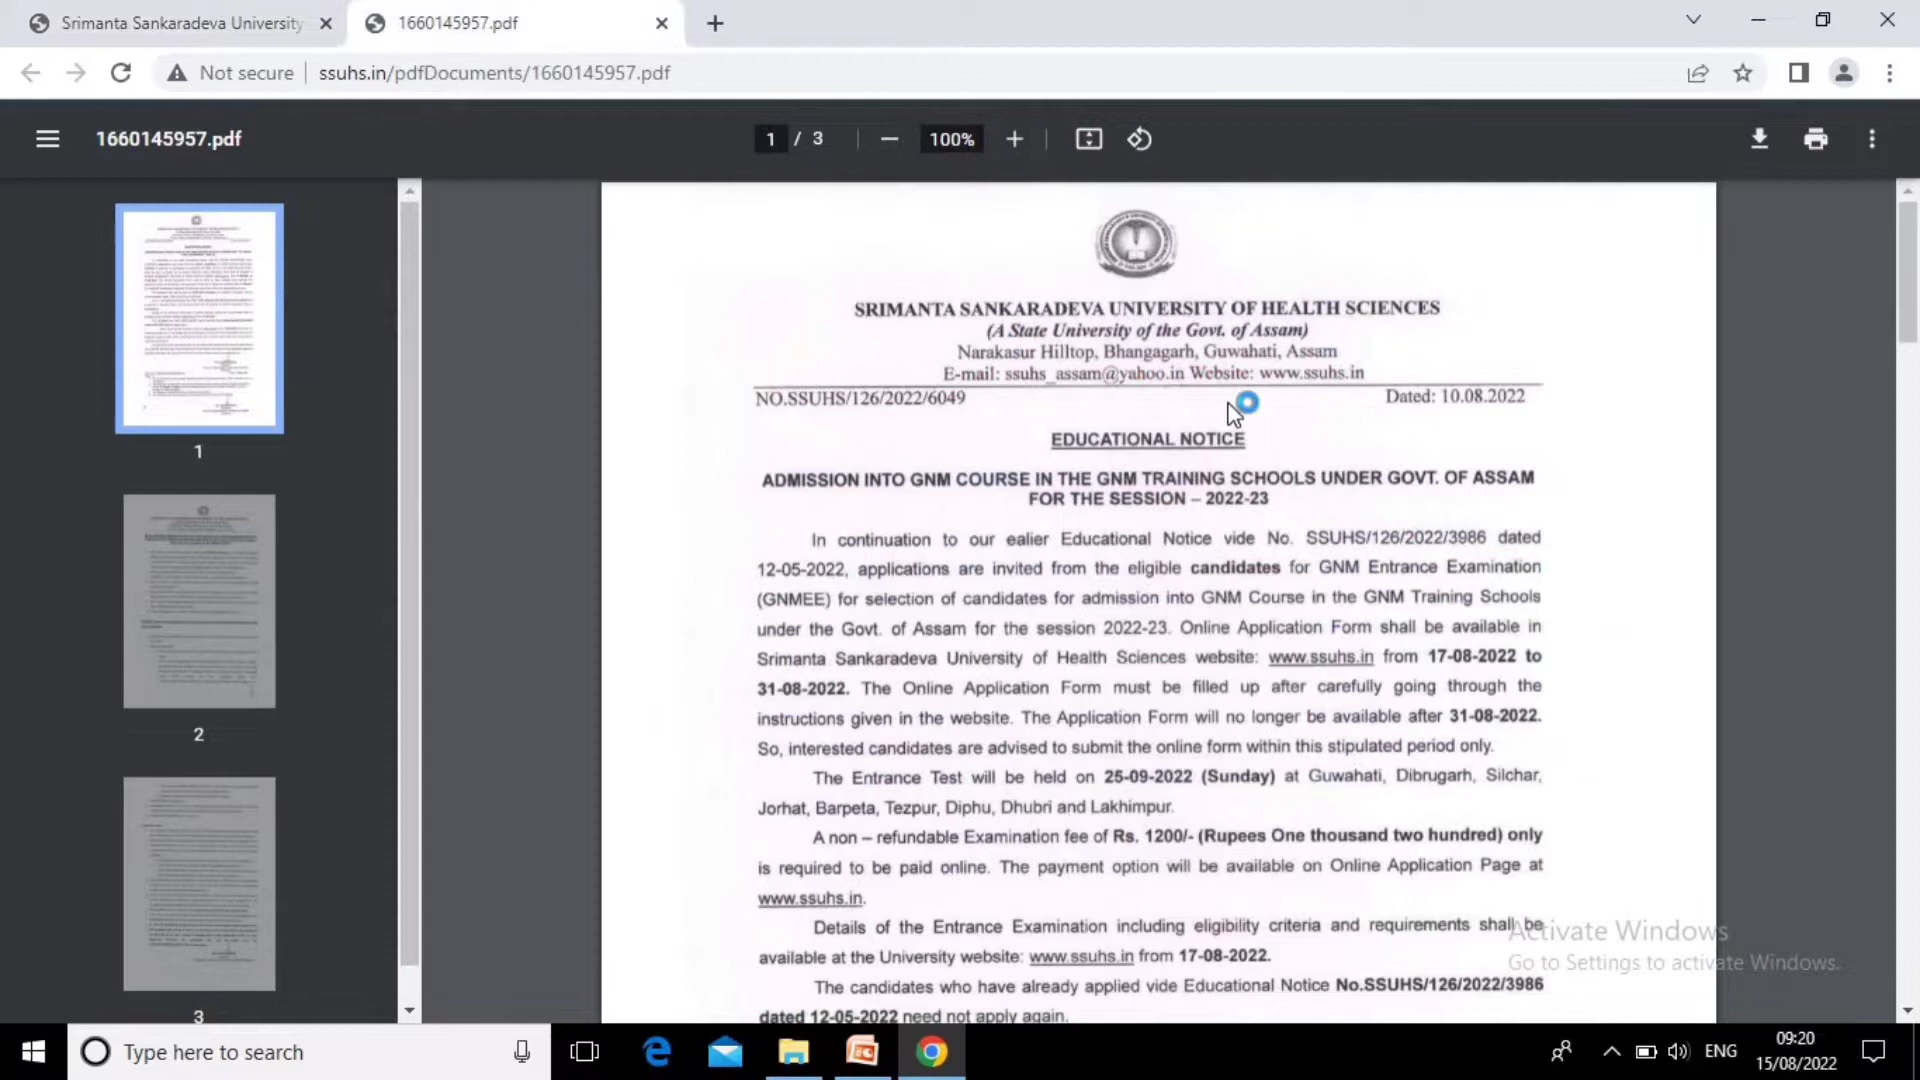 Srimanta Sankaradeva University
1660145957.pdf
Not secure
ssuhs.in/pdfDocuments/1660145957.pdf
1660145957.pdf
1 / 3
100%
1
2
3
SRIMANTA SANKARADEVA UNIVERSITY OF HEALTH SCIENCES
(A State University of the Govt. of Assam)
Narakasur Hilltop, Bhangagarh, Guwahati, Assam
E-mail: ssuhs_assam@yahoo.in Website: www.ssuhs.in
NO.SSUHS/126/2022/6049 Dated: 10.08.2022
EDUCATIONAL NOTICE
ADMISSION INTO GNM COURSE IN THE GNM TRAINING SCHOOLS UNDER GOVT. OF ASSAM
FOR THE SESSION – 2022-23
In continuation to our ealier Educational Notice vide No. SSUHS/126/2022/3986 dated
12-05-2022, applications are invited from the eligible candidates for GNM Entrance Examination
(GNMEE) for selection of candidates for admission into GNM Course in the GNM Training Schools
under the Govt. of Assam for the session 2022-23. Online Application Form shall be available in
Srimanta Sankaradeva University of Health Sciences website: www.ssuhs.in from 17-08-2022 to
31-08-2022. The Online Application Form must be filled up after carefully going through the
instructions given in the website. The Application Form will no longer be available after 31-08-2022.
So, interested candidates are advised to submit the online form within this stipulated period only.
The Entrance Test will be held on 25-09-2022 (Sunday) at Guwahati, Dibrugarh, Silchar,
Jorhat, Barpeta, Tezpur, Diphu, Dhubri and Lakhimpur.
A non – refundable Examination fee of Rs. 1200/- (Rupees One thousand two hundred) only
is required to be paid online. The payment option will be available on Online Application Page at
www.ssuhs.in.
Details of the Entrance Examination including eligibility criteria and requirements shall be
available at the University website: www.ssuhs.in from 17-08-2022.
The candidates who have already applied vide Educational Notice No.SSUHS/126/2022/3986
dated 12-05-2022 need not apply again.
Activate Windows
Go to Settings to activate Windows.
Type here to search
ENG
09:20
15/08/2022